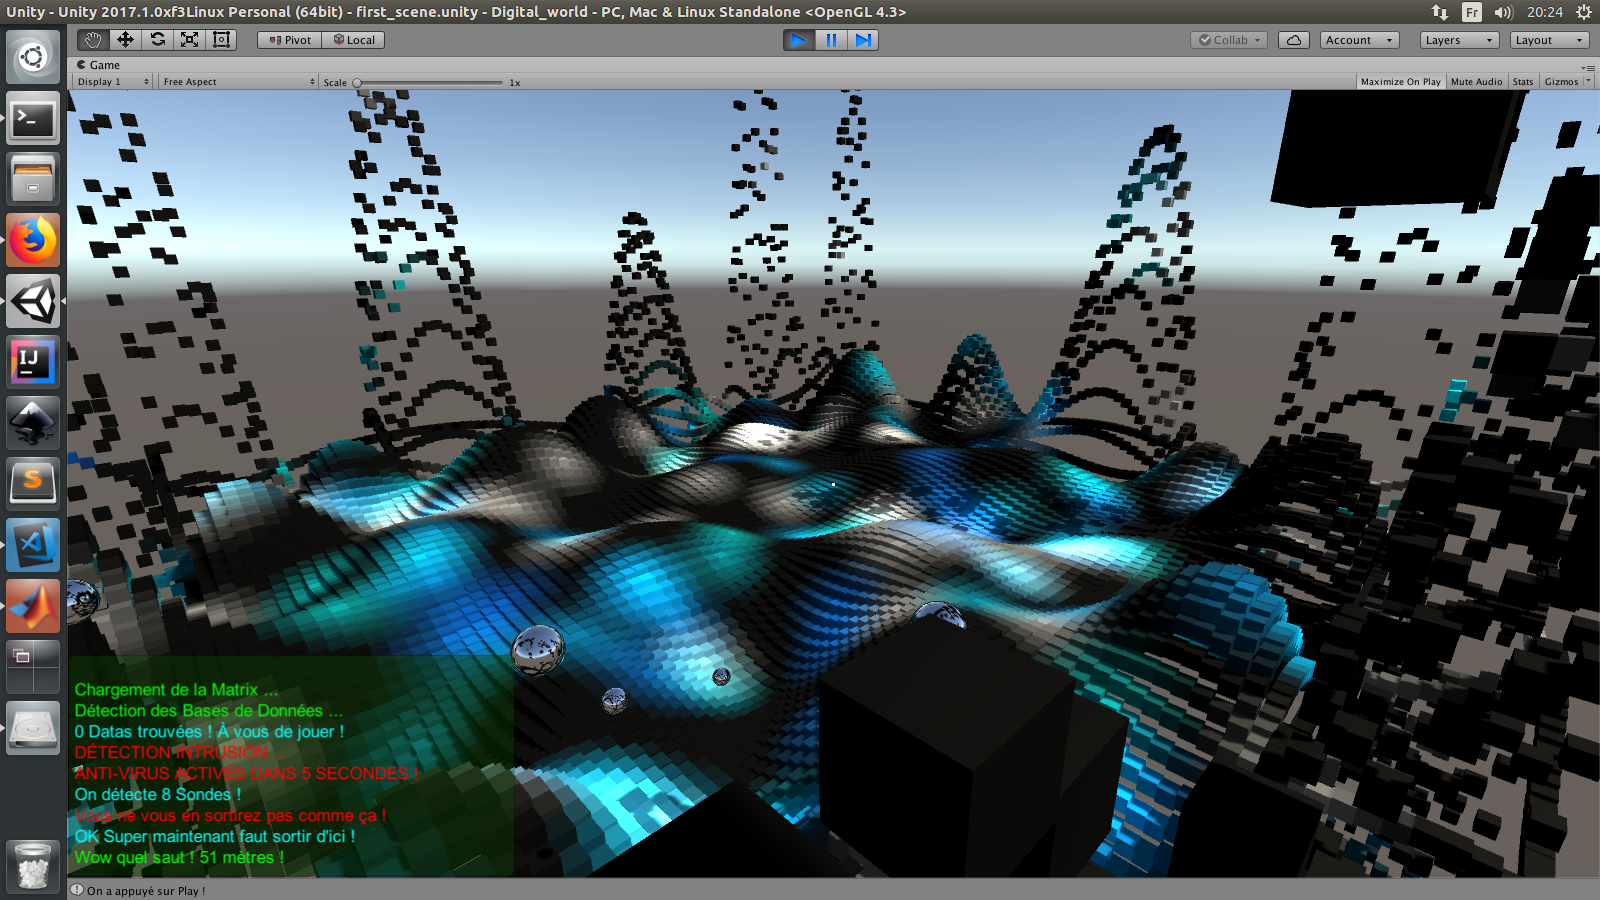 Unity - Unity 2017.1.0xf3Linux Personal (64bit) - first_scene.unity - Digital_world - PC, Mac & Linux Standalone <OpenGL 4.3>
Fr
20:24
Pivot
Local
Collab
Account
Layers
Layout
Game
Display 1
Free Aspect
Scale
1x
Maximize On Play
Mute Audio
Stats
Gizmos
>_
IJ
S
Chargement de la Matrix ...
Détection des Bases de Données ...
0 Datas trouvées ! À vous de jouer !
DÉTECTION INTRUSION ...
ANTI-VIRUS ACTIVÉS DANS 5 SECONDES !
On détecte 8 Sondes !
Vous ne vous en sortirez pas comme ça !
OK Super maintenant faut sortir d'ici !
Wow quel saut ! 51 mètres !
On a appuyé sur Play !